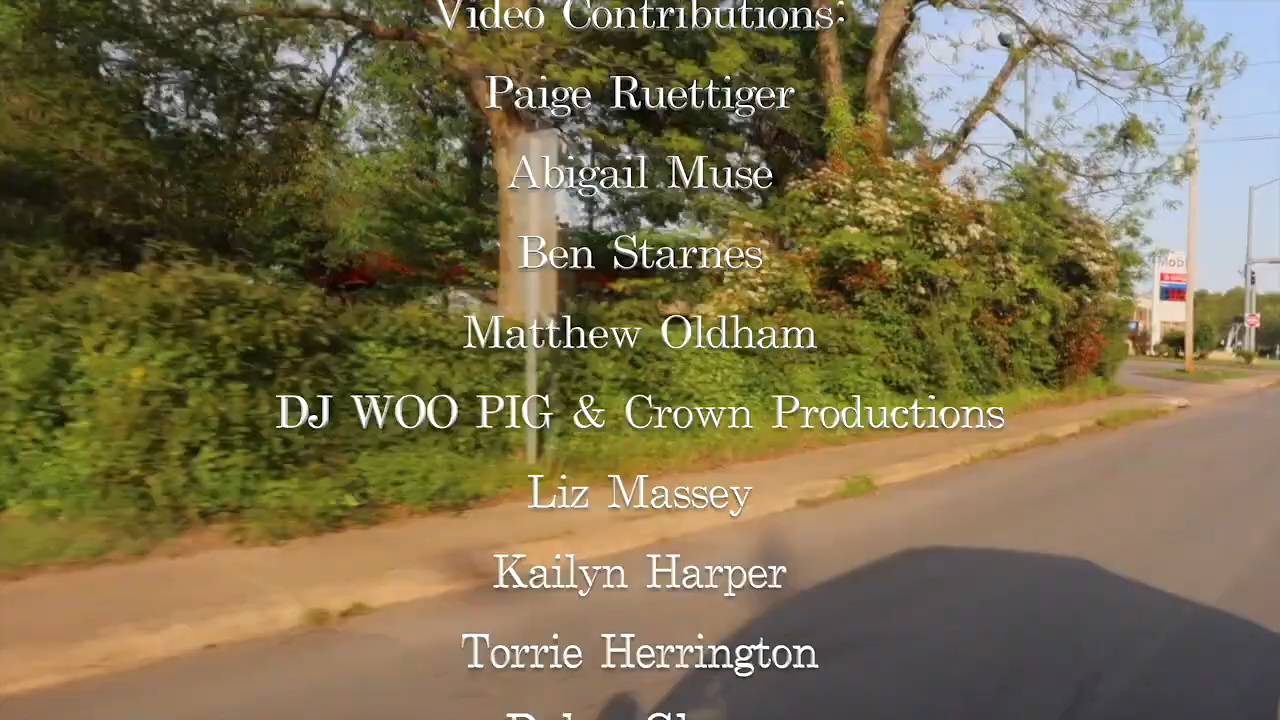 Video Contributions:
Paige Ruettiger
Abigail Muse
Ben Starnes
Matthew Oldham
DJ WOO PIG & Crown Productions
Liz Massey
Kailyn Harper
Torrie Herrington
Mobil